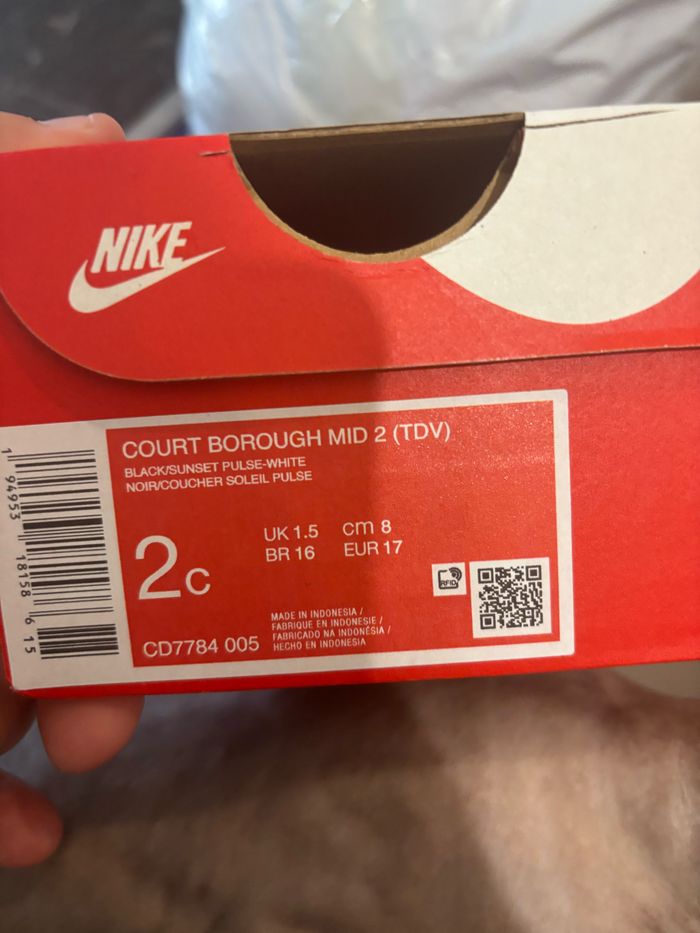 NIKE
COURT BOROUGH MID 2 (TDV)
BLACK/SUNSET PULSE-WHITE
NOIR/COUCHER SOLEIL PULSE
2C
UK 1.5 cm 8
BR 16 EUR 17
RFID
CD7784 005
MADE IN INDONESIA /
FABRIQUE EN INDONESIE /
FABRICADO NA INDONÉSIA /
HECHO EN INDONESIA
1 94953 18158 6 15